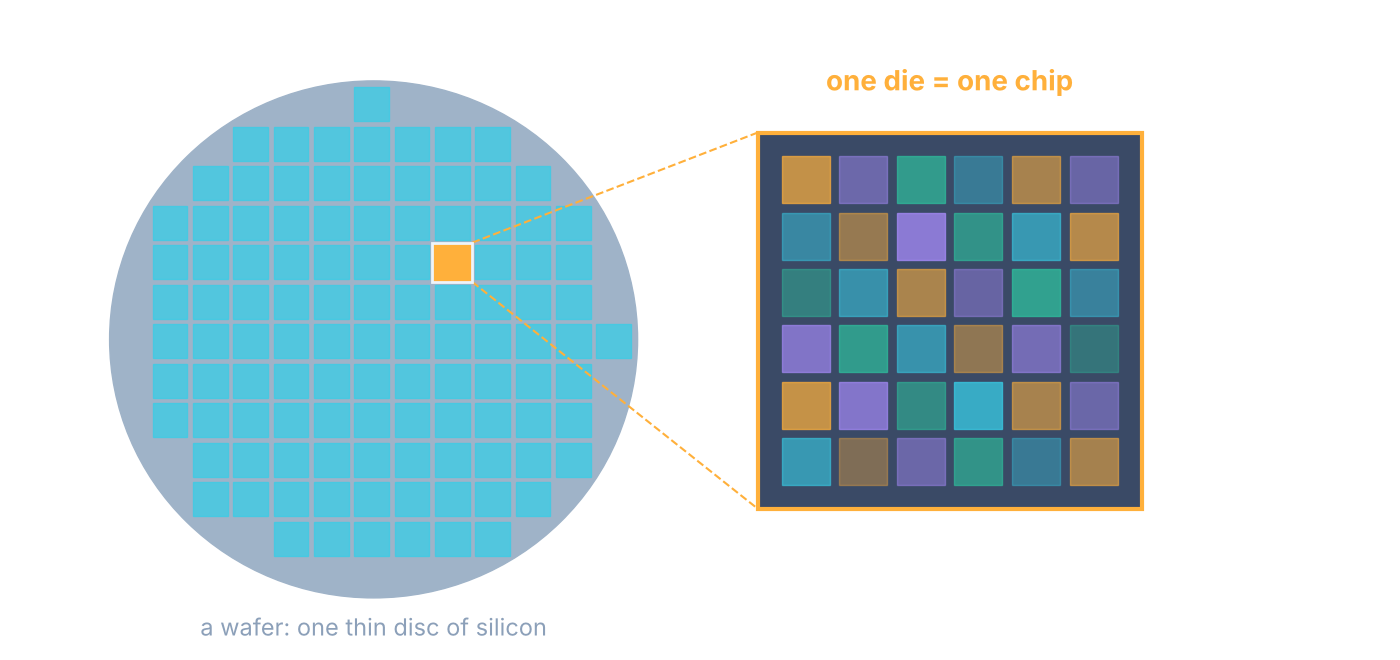 one die = one chip
a wafer: one thin disc of silicon